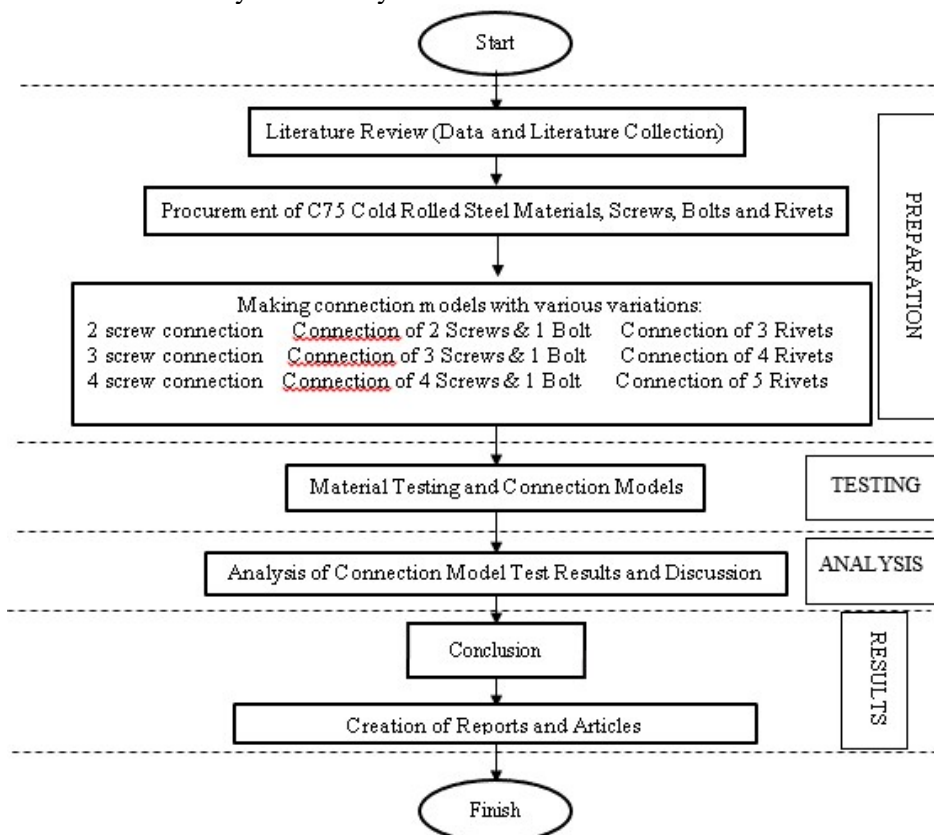 Start
Literature Review (Data and Literature Collection)
Procurement of C75 Cold Rolled Steel Materials, Screws, Bolts and Rivets
Making connection models with various variations:
2 screw connection Connection of 2 Screws & 1 Bolt Connection of 3 Rivets
3 screw connection Connection of 3 Screws & 1 Bolt Connection of 4 Rivets
4 screw connection Connection of 4 Screws & 1 Bolt Connection of 5 Rivets
PREPARATION
Material Testing and Connection Models
TESTING
Analysis of Connection Model Test Results and Discussion
ANALYSIS
Conclusion
Creation of Reports and Articles
RESULTS
Finish